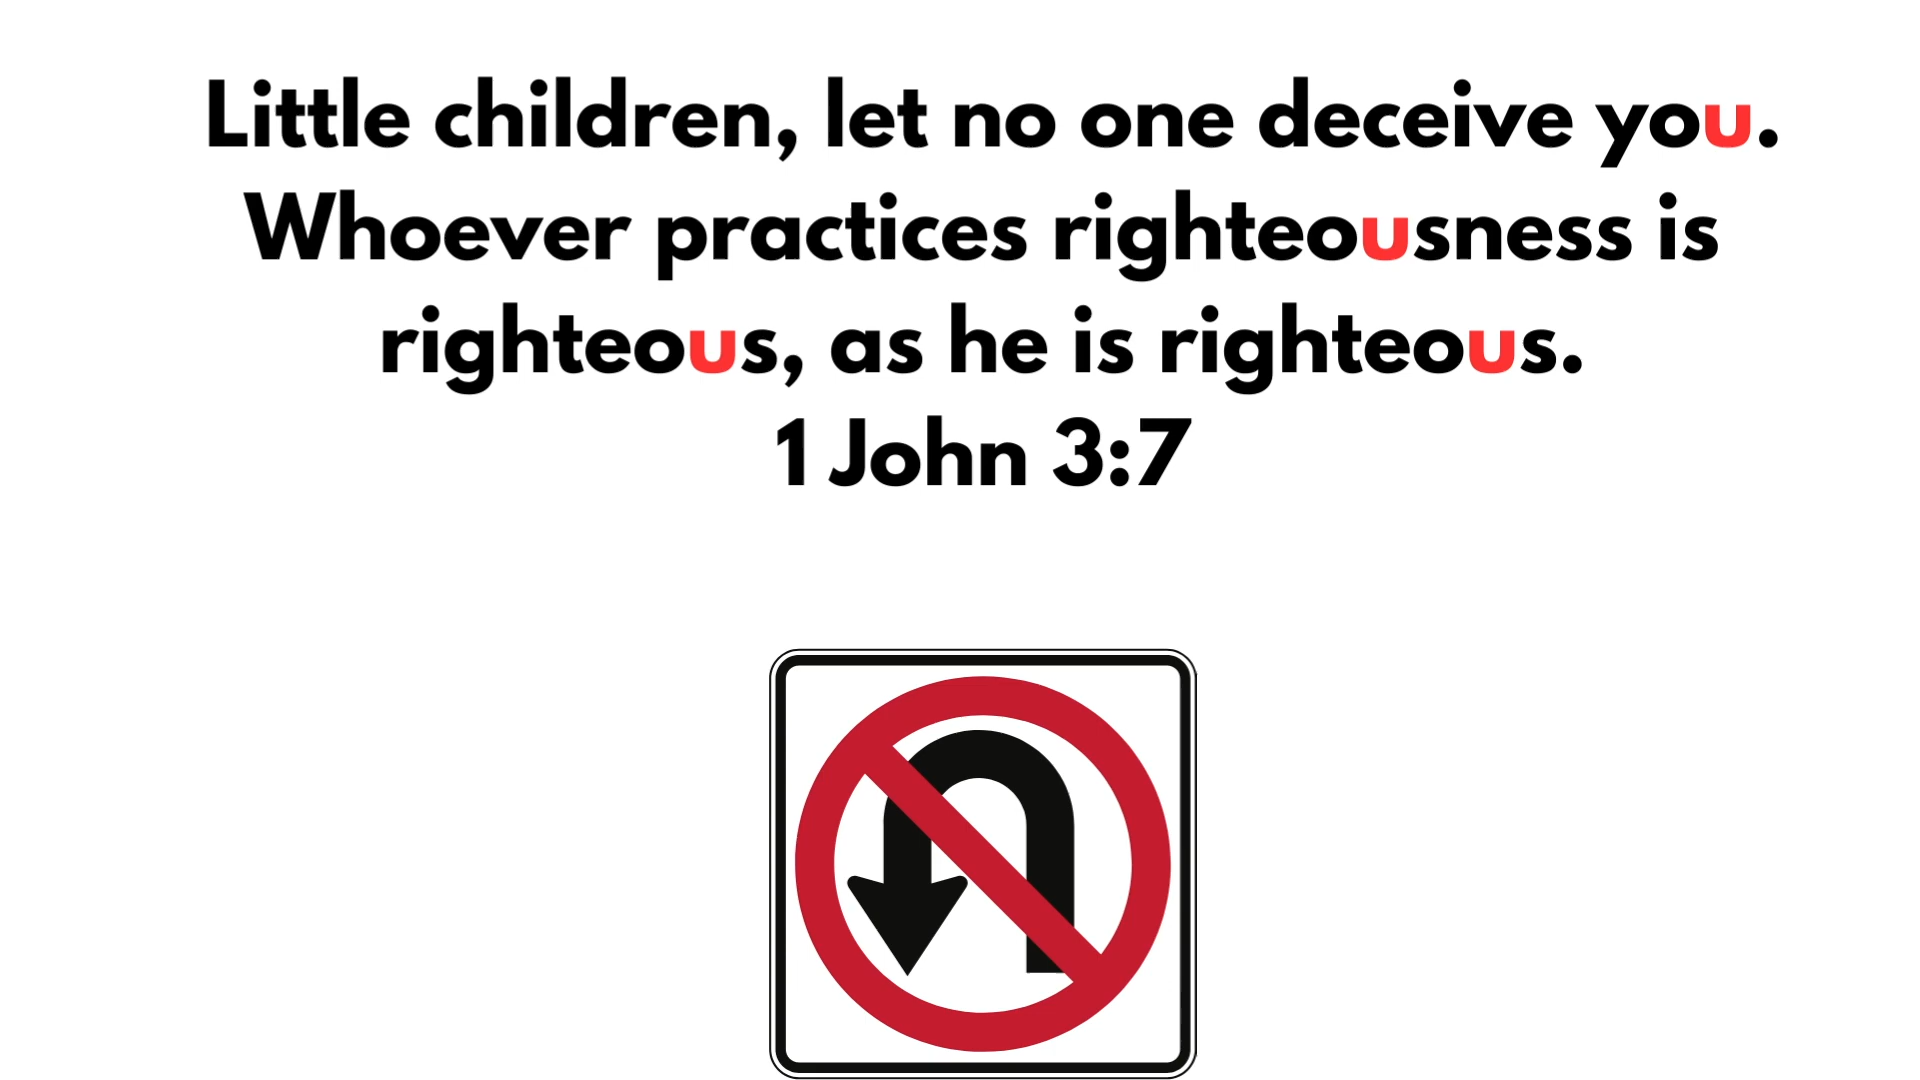 Little children, let no one deceive you.
Whoever practices righteousness is
righteous, as he is righteous.
1 John 3:7